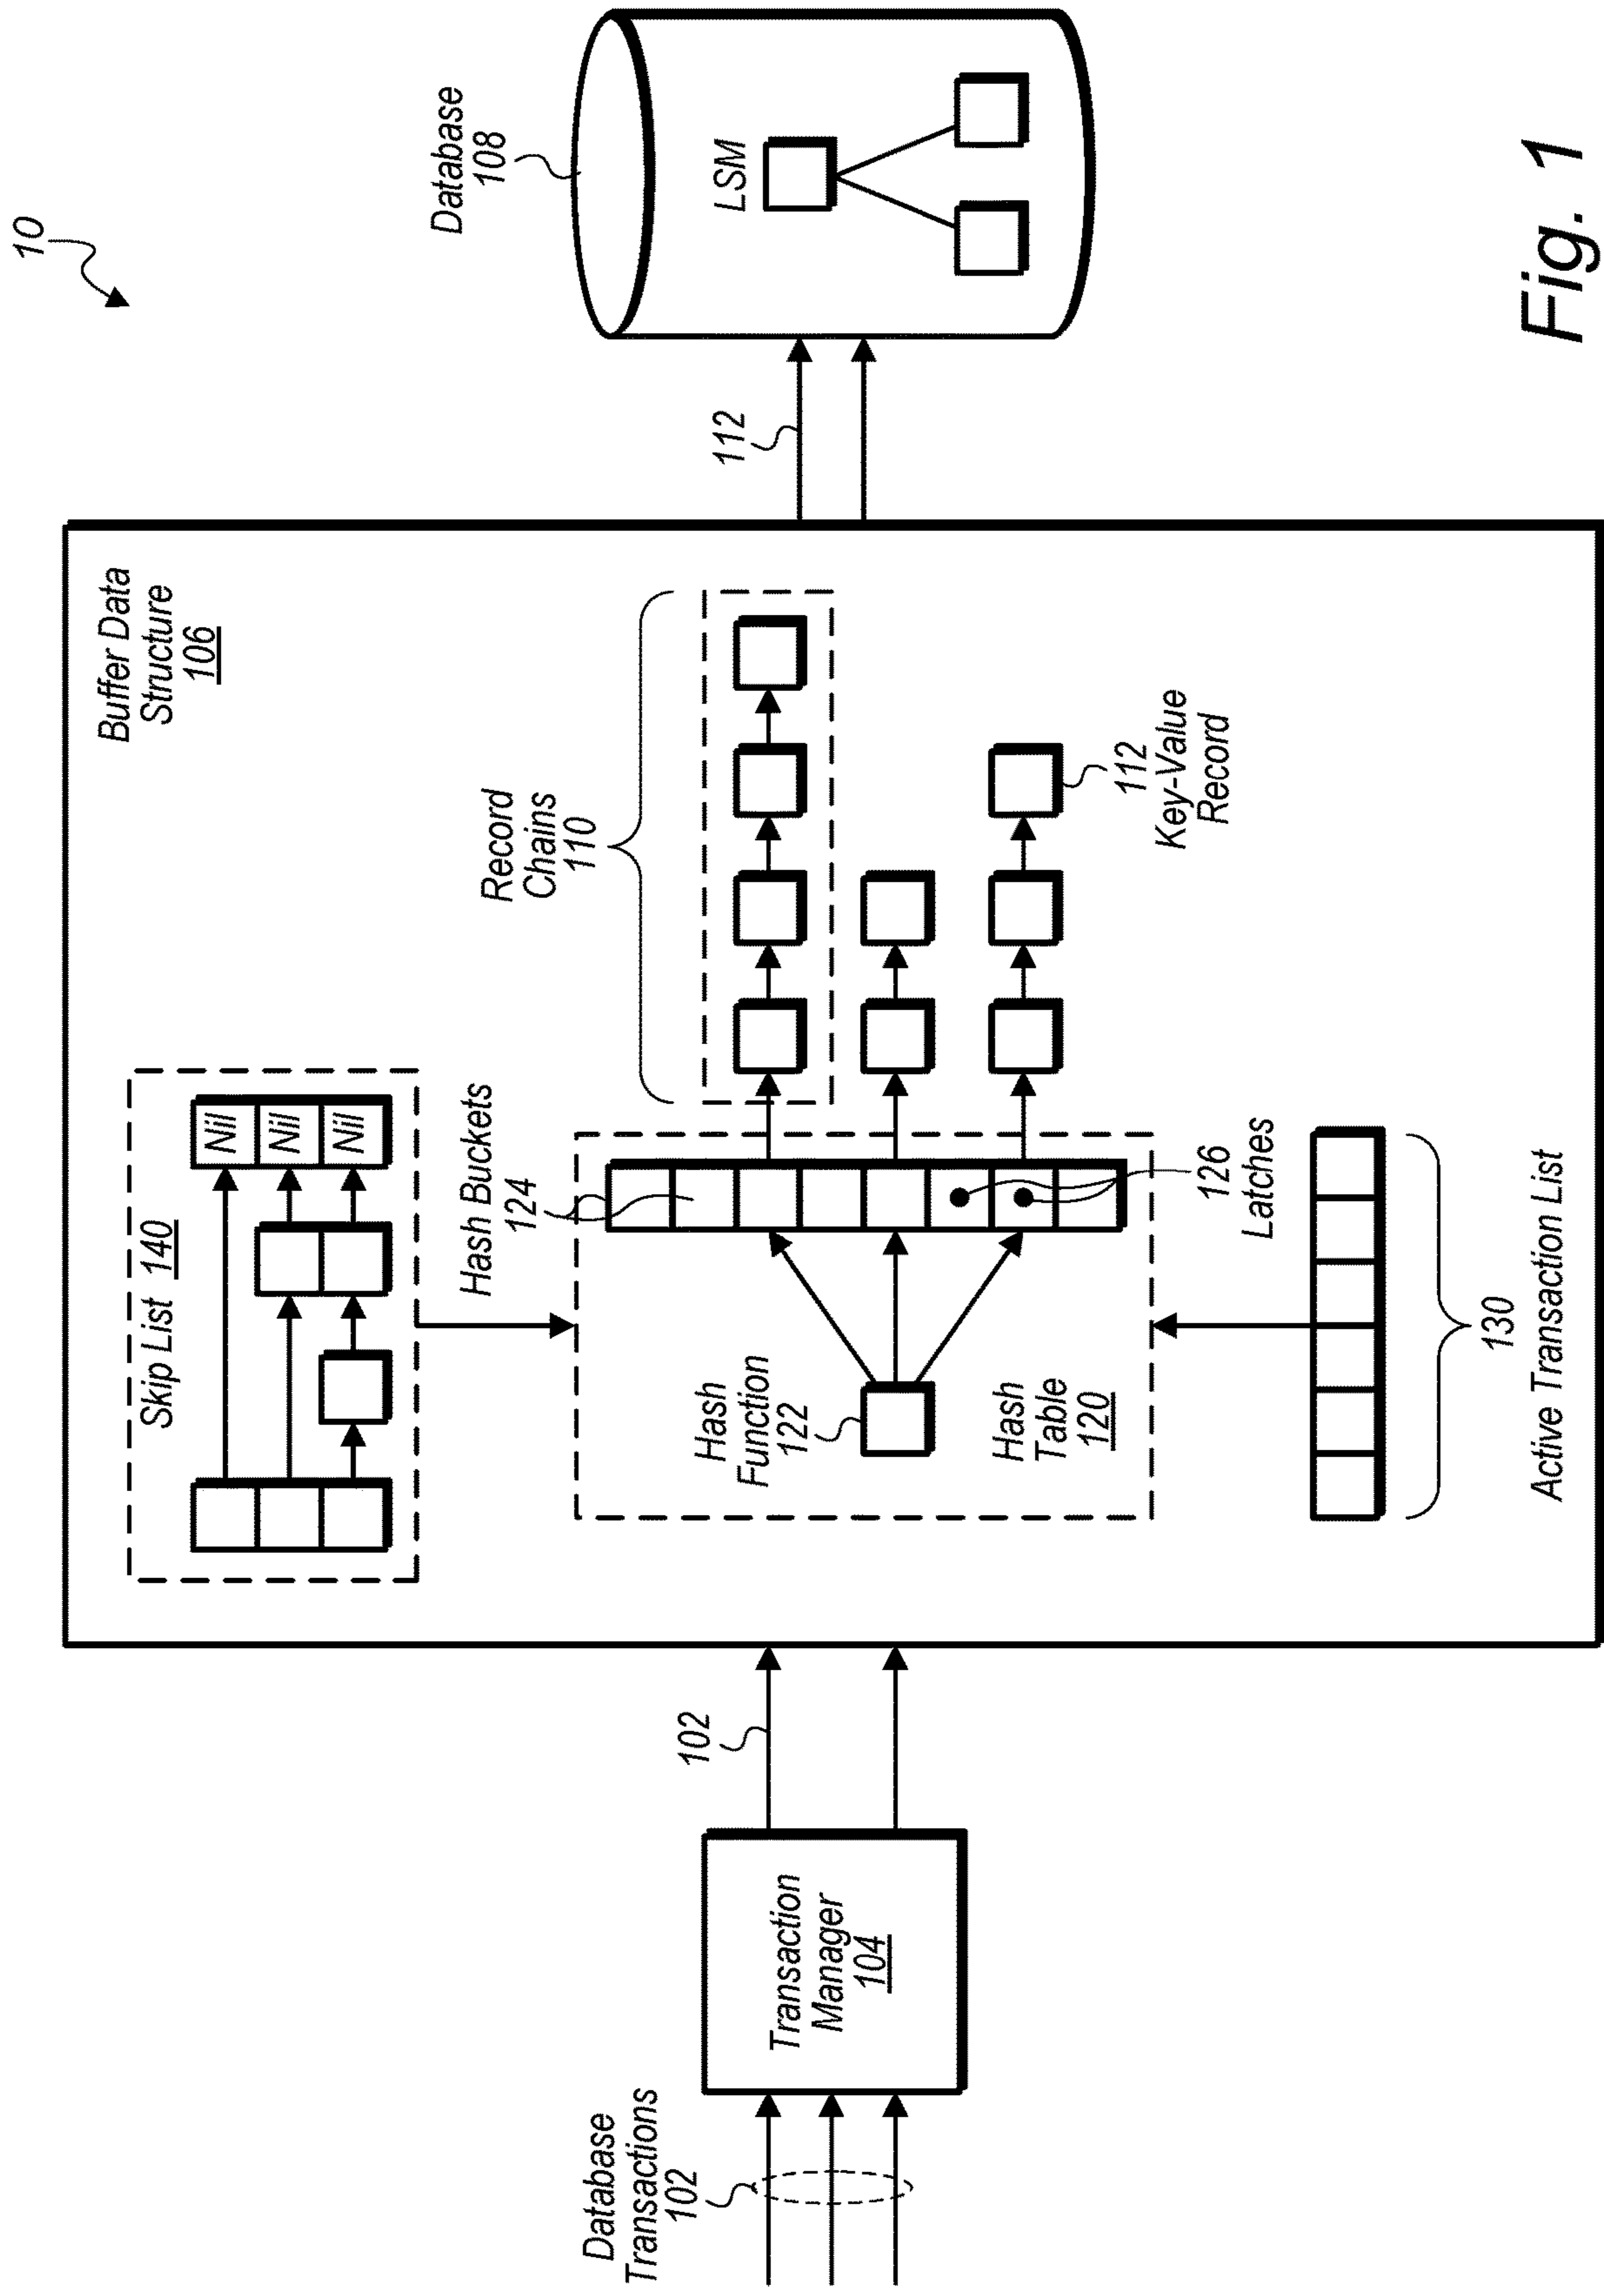 10
Database
Transactions
102
Transaction
Manager
104
102
Buffer Data
Structure
106
Skip List 140
Nil
Nil
Nil
Hash Buckets
124
Hash
Function
122
Hash
Table
120
126
Latches
Record
Chains
110
112
Key-Value
Record
130
Active Transaction List
112
Database
108
LSM
Fig. 1